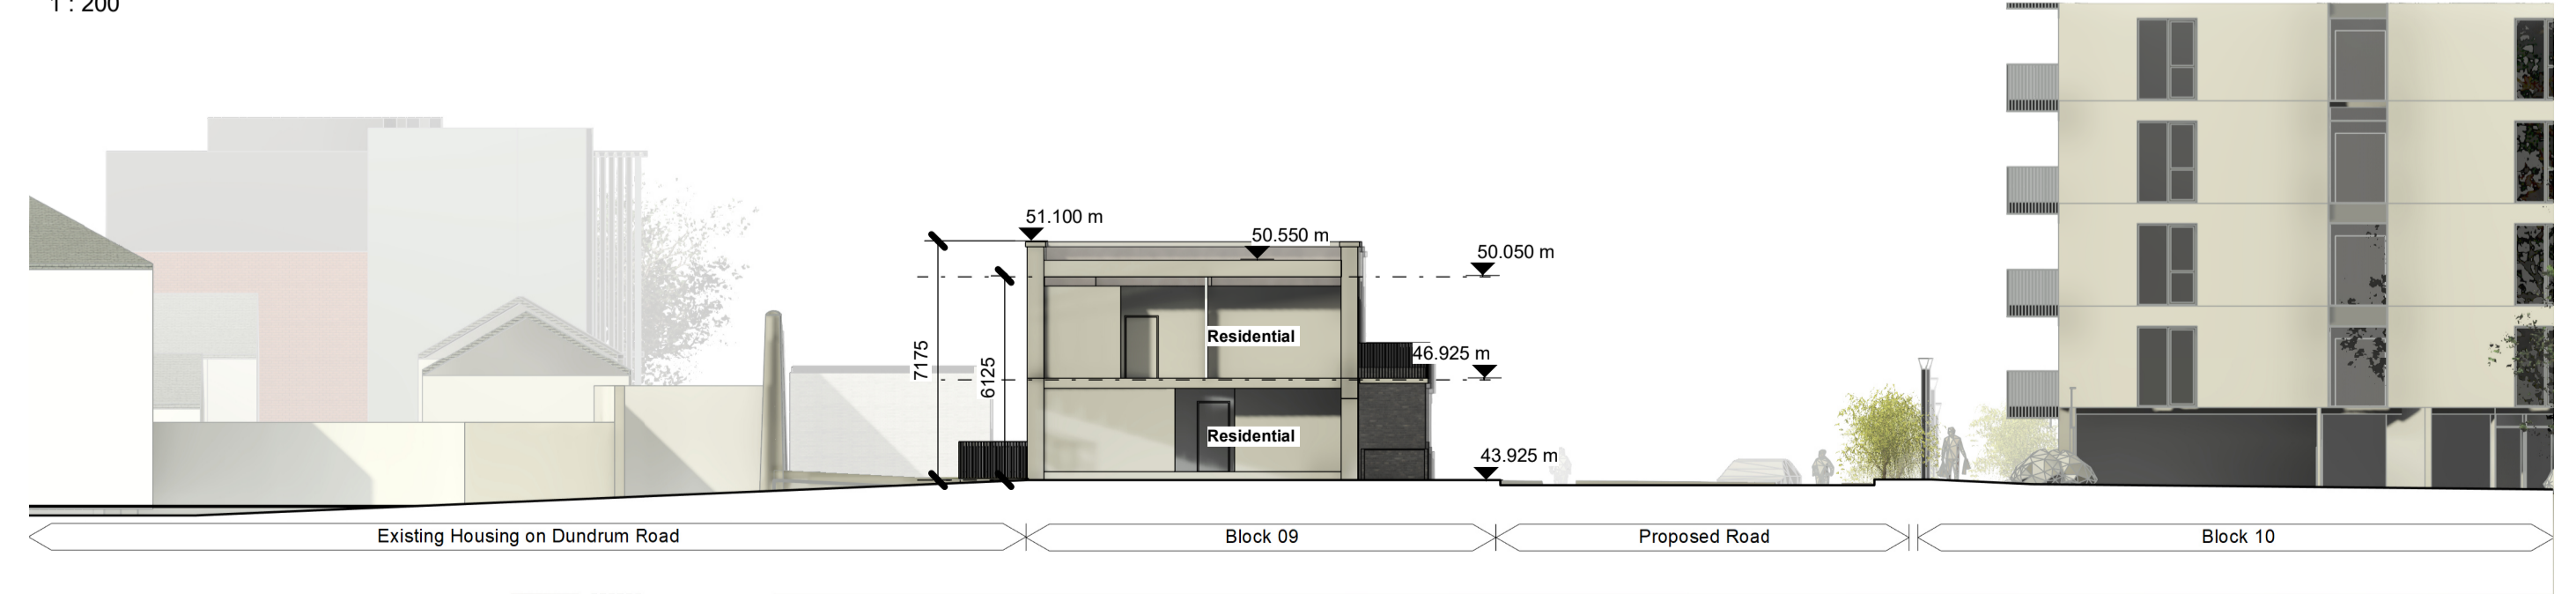 1 : 200
51.100 m
50.550 m
50.050 m
7175
6125
Residential
46.925 m
Residential
43.925 m
Existing Housing on Dundrum Road
Block 09
Proposed Road
Block 10